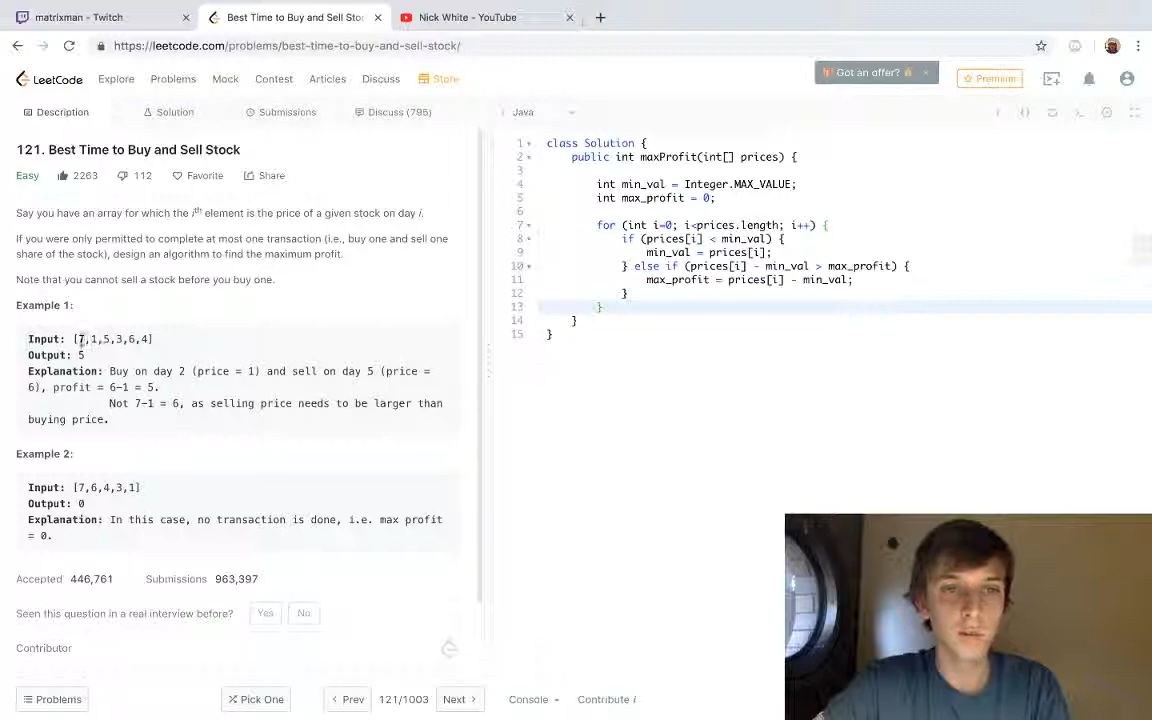 matrixman - Twitch
Best Time to Buy and Sell Stoc
Nick White - YouTube
https://leetcode.com/problems/best-time-to-buy-and-sell-stock/
LeetCode
Explore
Problems
Mock
Contest
Articles
Discuss
Store
Got an offer?
Premium
Description
Solution
Submissions
Discuss (795)
Java
121. Best Time to Buy and Sell Stock
Easy
2263
112
Favorite
Share
Say you have an array for which the ith element is the price of a given stock on day i.
If you were only permitted to complete at most one transaction (i.e., buy one and sell one
share of the stock), design an algorithm to find the maximum profit.
Note that you cannot sell a stock before you buy one.
Example 1:
Input: [7,1,5,3,6,4]
Output: 5
Explanation: Buy on day 2 (price = 1) and sell on day 5 (price =
6), profit = 6-1 = 5.
Not 7-1 = 6, as selling price needs to be larger than
buying price.
Example 2:
Input: [7,6,4,3,1]
Output: 0
Explanation: In this case, no transaction is done, i.e. max profit
= 0.
Accepted 446,761 Submissions 963,397
Seen this question in a real interview before? Yes No
Contributor
Problems
Pick One
Prev
121/1003
Next
1 class Solution {
2 public int maxProfit(int[] prices) {
3
4 int min_val = Integer.MAX_VALUE;
5 int max_profit = 0;
6
7 for (int i=0; i<prices.length; i++) {
8 if (prices[i] < min_val) {
9 min_val = prices[i];
10 } else if (prices[i] - min_val > max_profit) {
11 max_profit = prices[i] - min_val;
12 }
13 }
14 }
15 }
Console
Contribute i